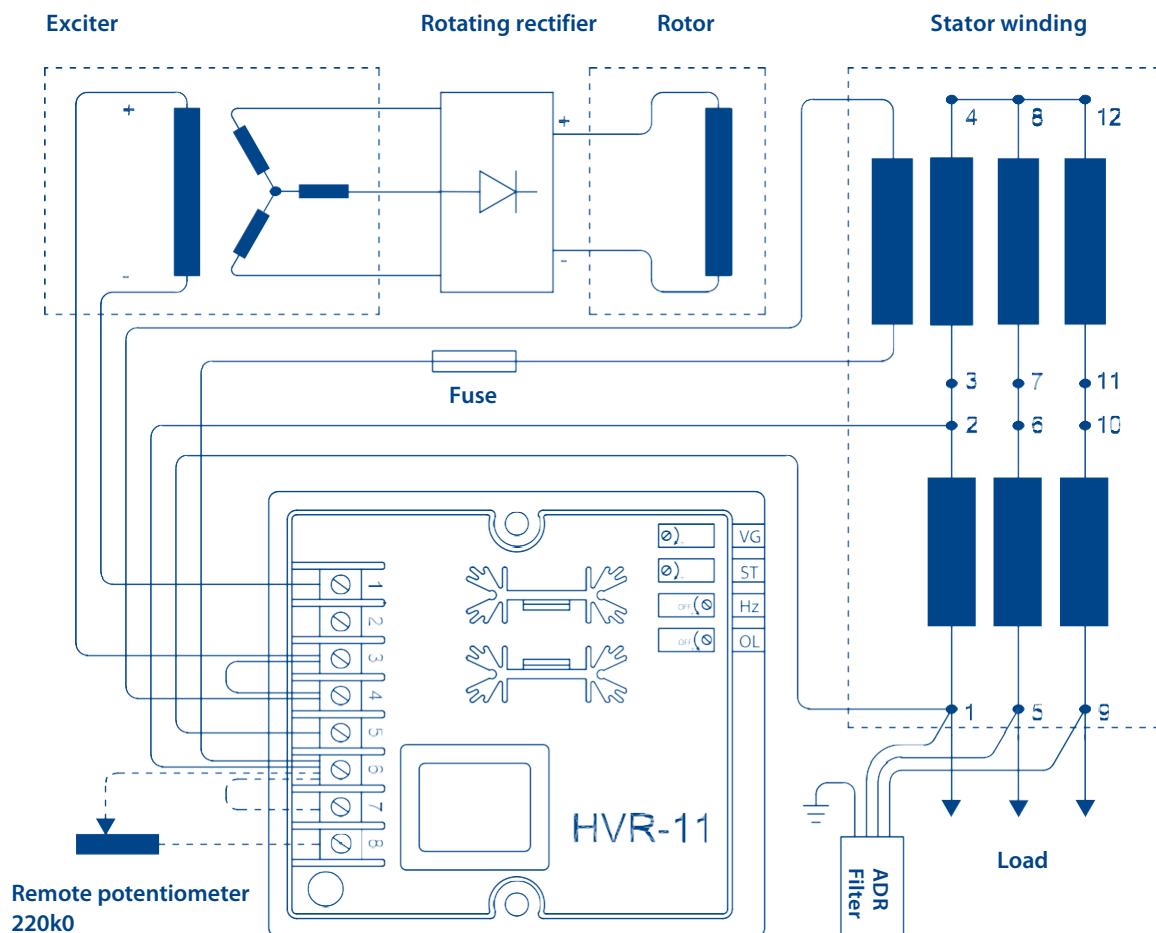 Exciter
Rotating rectifier
Rotor
Stator winding
+
-
+
-
4
8
12
3
7
11
2
6
10
Fuse
VG
ST
OFF
Hz
OFF
OL
1
2
3
4
5
6
7
8
1
5
9
HVR-11
ADR
Filter
Load
Remote potentiometer
220k0